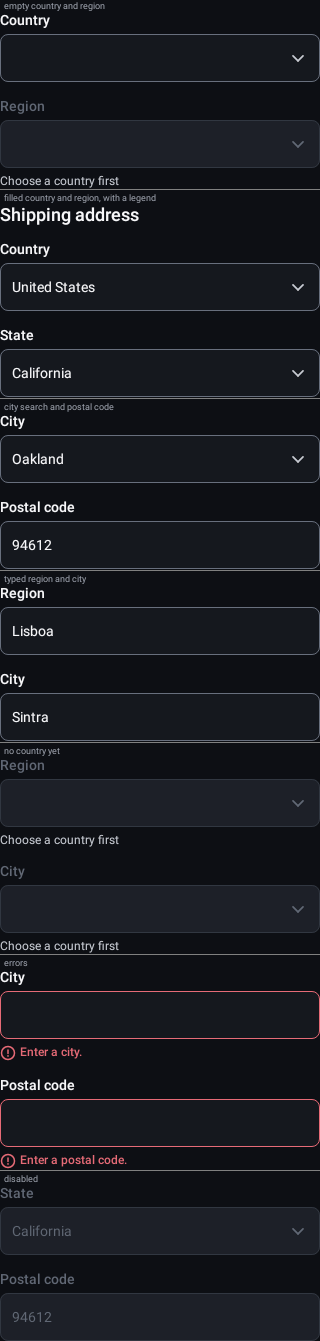 empty country and region
Country
Region
Choose a country first
filled country and region, with a legend
Shipping address
Country
United States
State
California
city search and postal code
City
Oakland
Postal code
94612
typed region and city
Region
Lisboa
City
Sintra
no country yet
Region
Choose a country first
City
Choose a country first
errors
City
Enter a city.
Postal code
Enter a postal code.
disabled
State
California
Postal code
94612